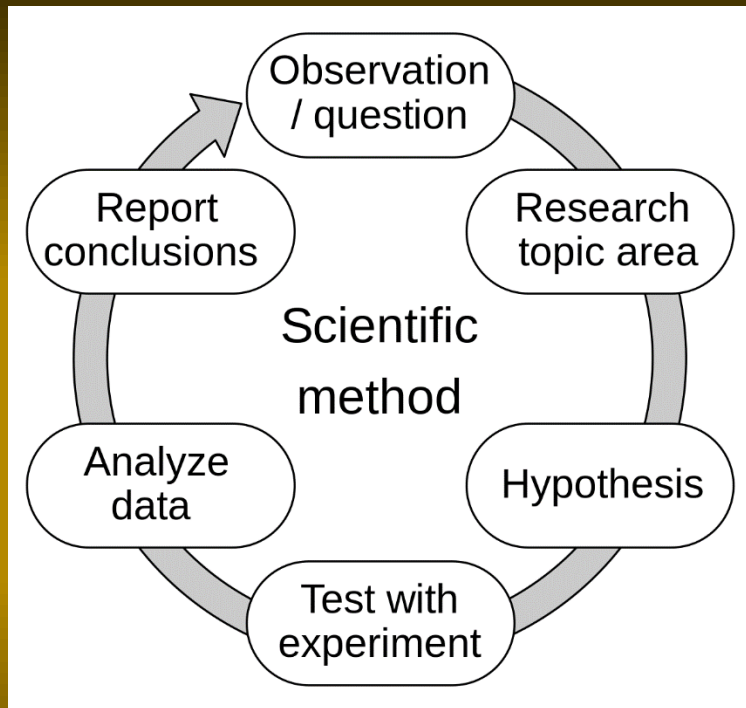 Observation
/ question
Research
topic area
Hypothesis
Test with
experiment
Analyze
data
Report
conclusions
Scientific
method